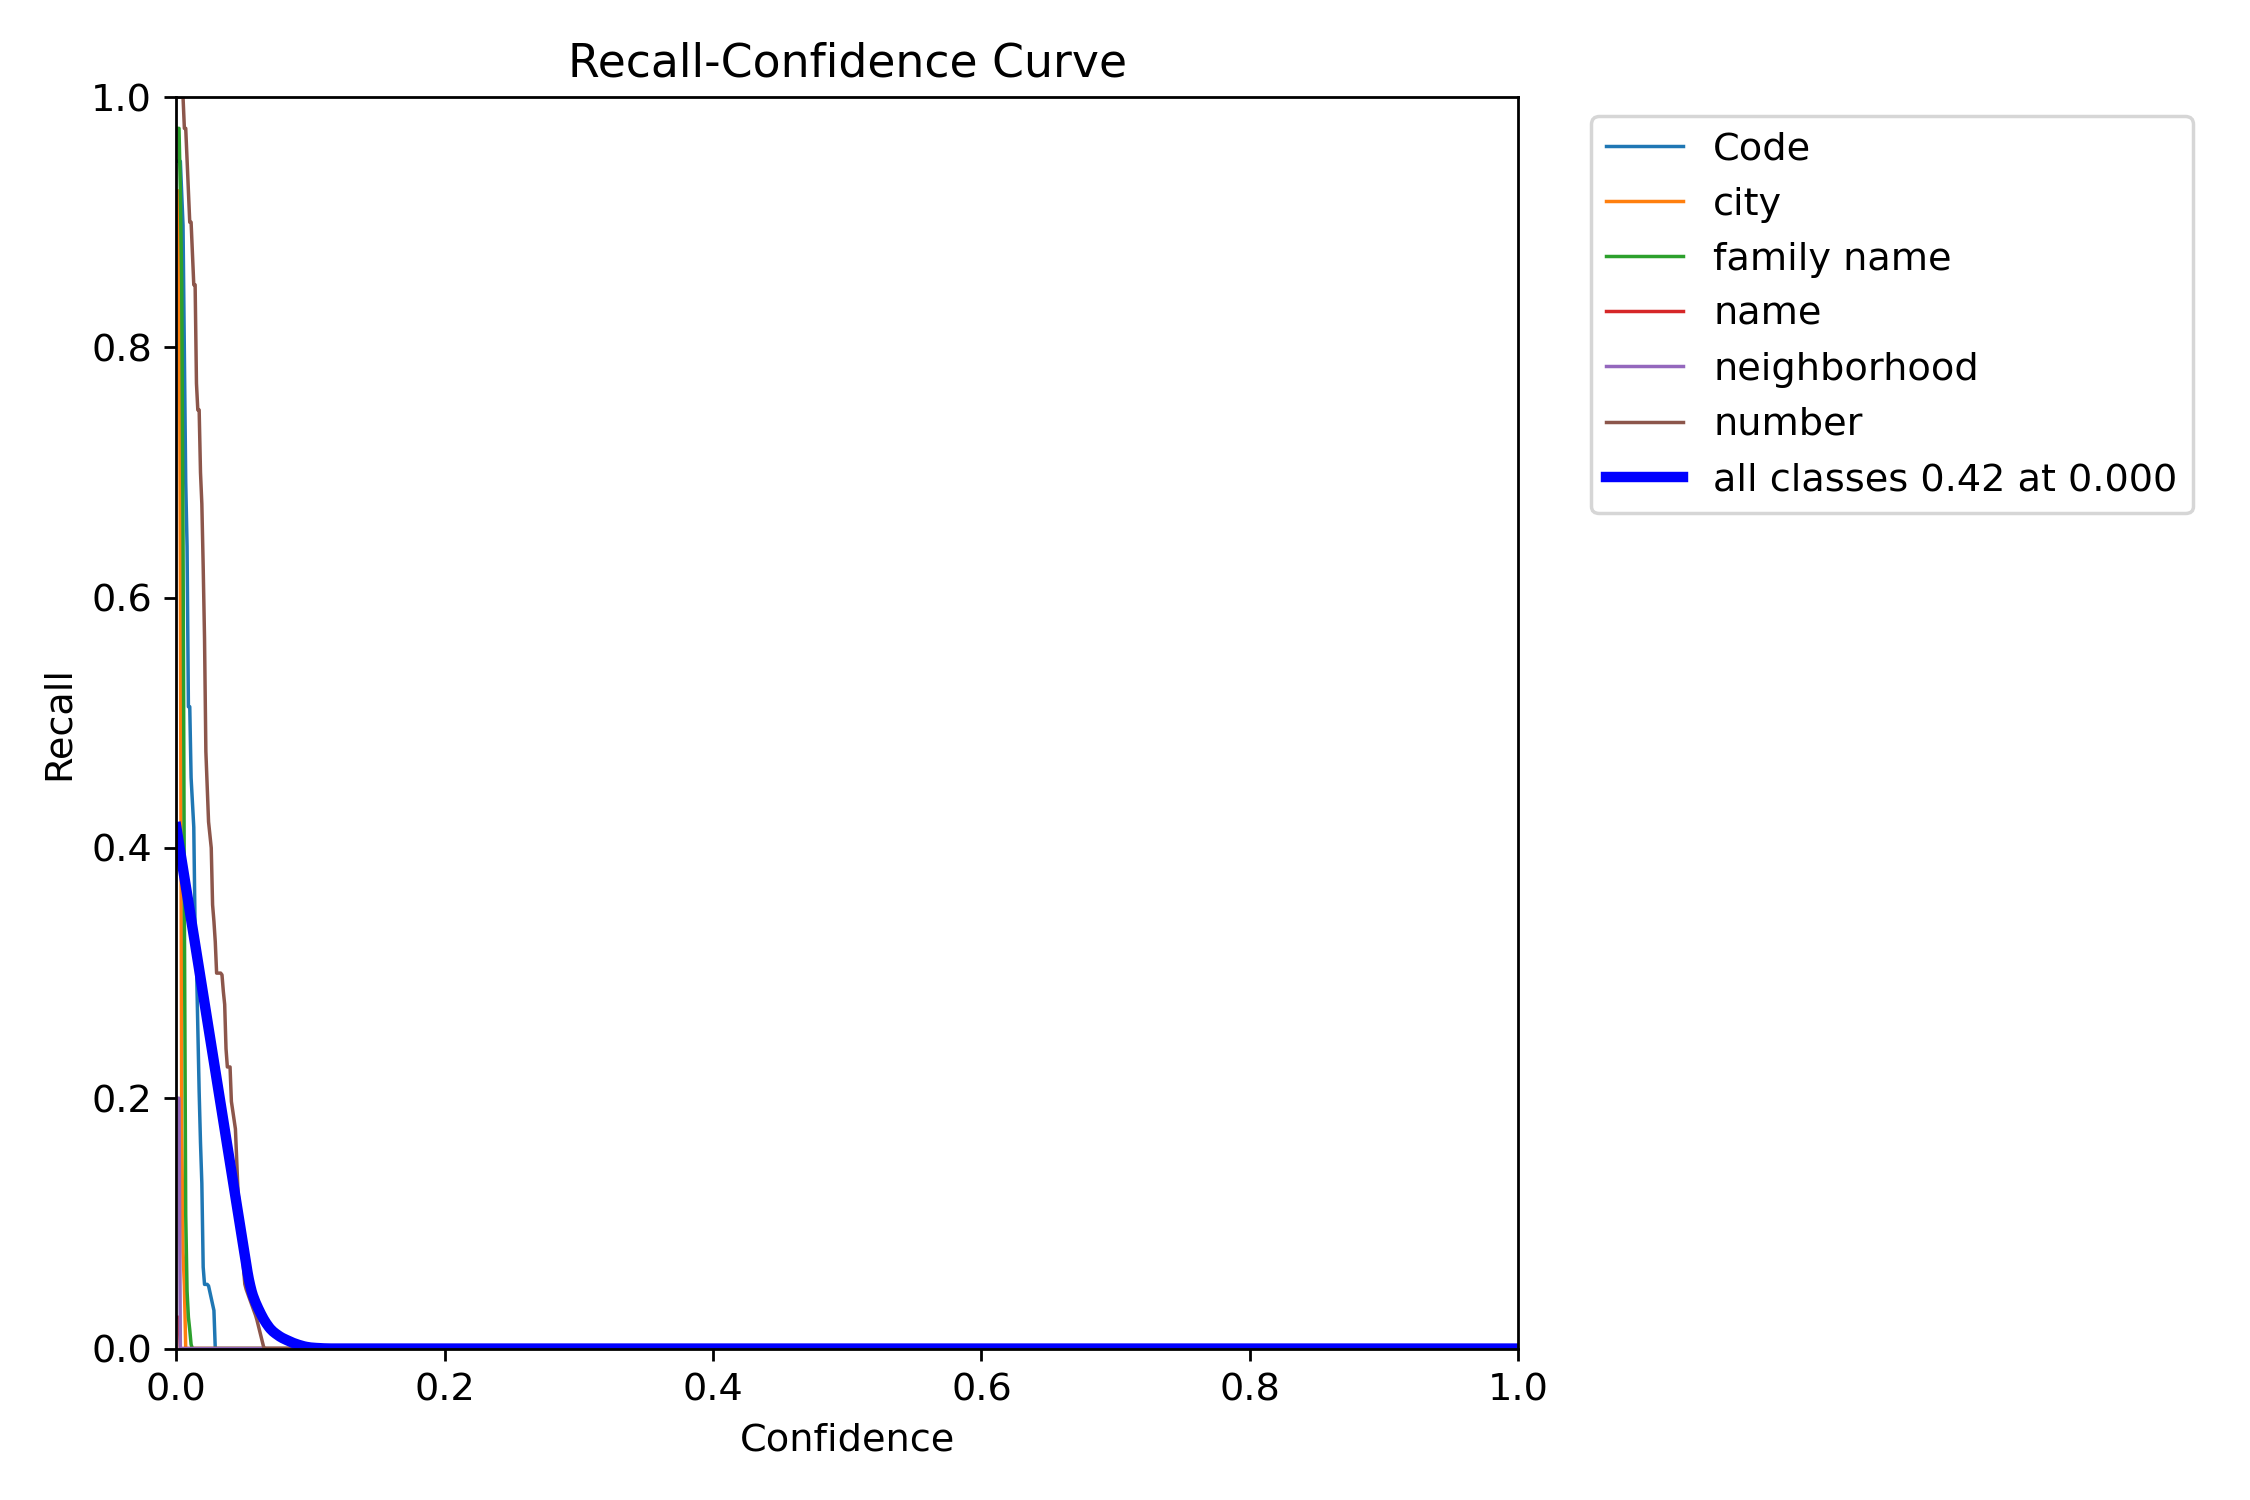 Recall-Confidence Curve
1.0
0.8
0.6
0.4
0.2
0.0
Recall
0.0 0.2 0.4 0.6 0.8 1.0
Confidence
Code
city
family name
name
neighborhood
number
all classes 0.42 at 0.000